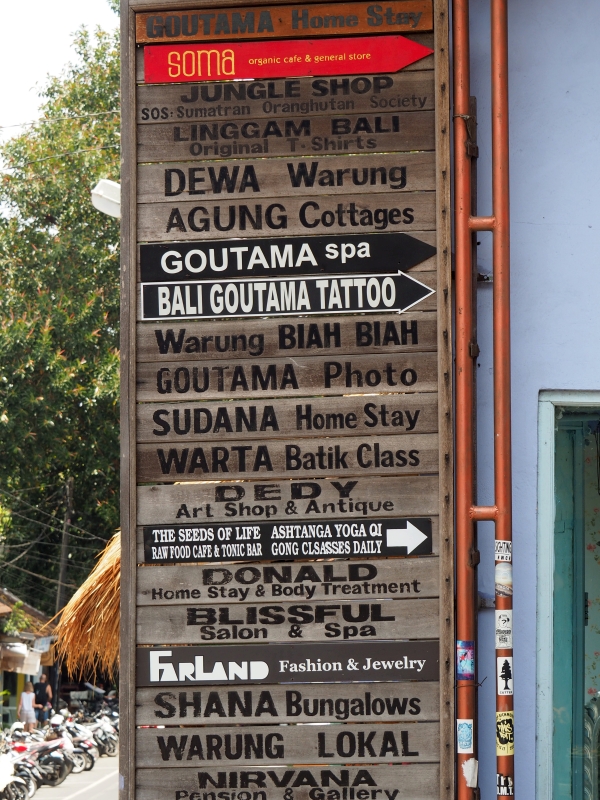 GOUTAMA Home Stay
soma organic cafe & general store
JUNGLE SHOP
SOS: Sumatran Oranghutan Society
LINGGAM BALI
Original T-Shirts
DEWA Warung
AGUNG Cottages
GOUTAMA spa
BALI GOUTAMA TATTOO
Warung BIAH BIAH
GOUTAMA Photo
SUDANA Home Stay
WARTA Batik Class
DEDY
Art Shop & Antique
THE SEEDS OF LIFE ASHTANGA YOGA QI
RAW FOOD CAFE & TONIC BAR GONG CLSASSES DAILY
DONALD
Home Stay & Body Treatment
BLISSFUL
Salon & Spa
FARLAND Fashion & Jewelry
SHANA Bungalows
WARUNG LOKAL
NIRVANA
Pension & Gallery